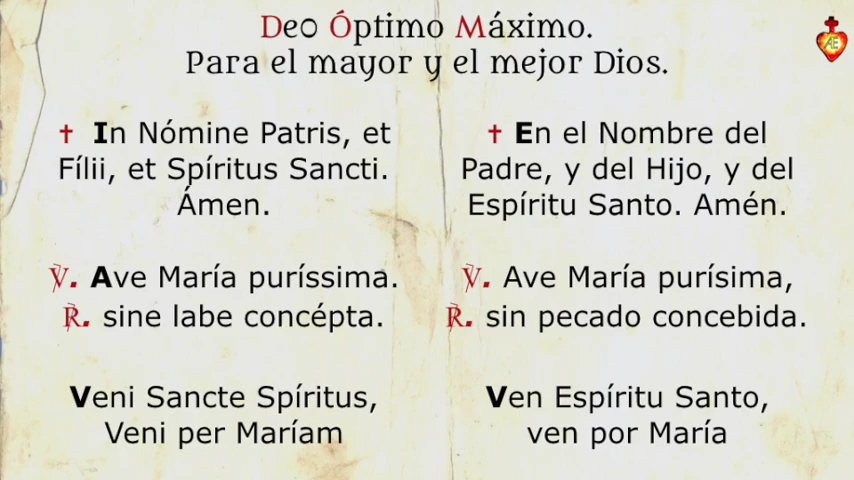 Deo Óptimo Máximo.
Para el mayor y el mejor Dios.
✝ In Nómine Patris, et
Fílii, et Spíritus Sancti.
Ámen.
℣. Ave María puríssima.
℟. sine labe concépta.
Veni Sancte Spíritus,
Veni per Maríam
✝ En el Nombre del
Padre, y del Hijo, y del
Espíritu Santo. Amén.
℣. Ave María purísima,
℟. sin pecado concebida.
Ven Espíritu Santo,
ven por María
AE